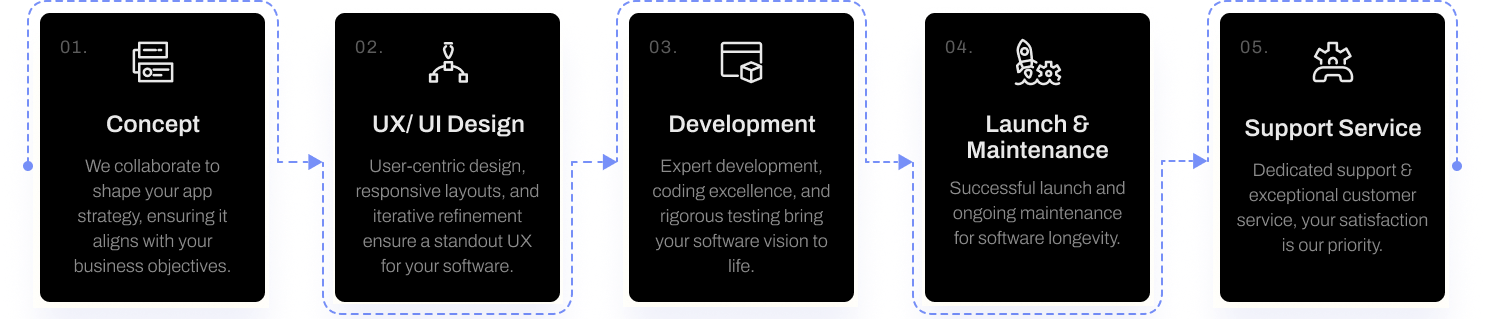 01.
Concept
We collaborate to
shape your app
strategy, ensuring it
aligns with your
business objectives.
02.
UX/ UI Design
User-centric design,
responsive layouts, and
iterative refinement
ensure a standout UX
for your software.
03.
Development
Expert development,
coding excellence, and
rigorous testing bring
your software vision to
life.
04.
Launch &
Maintenance
Successful launch and
ongoing maintenance
for software longevity.
05.
Support Service
Dedicated support &
exceptional customer
service, your satisfaction
is our priority.